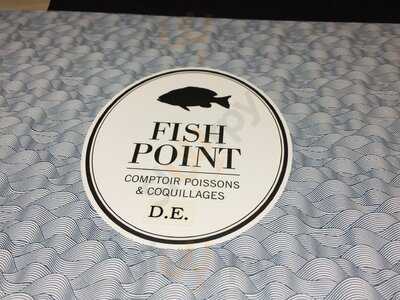 FISH
POINT
COMPTOIR POISSONS
& COQUILLAGES
D.E.